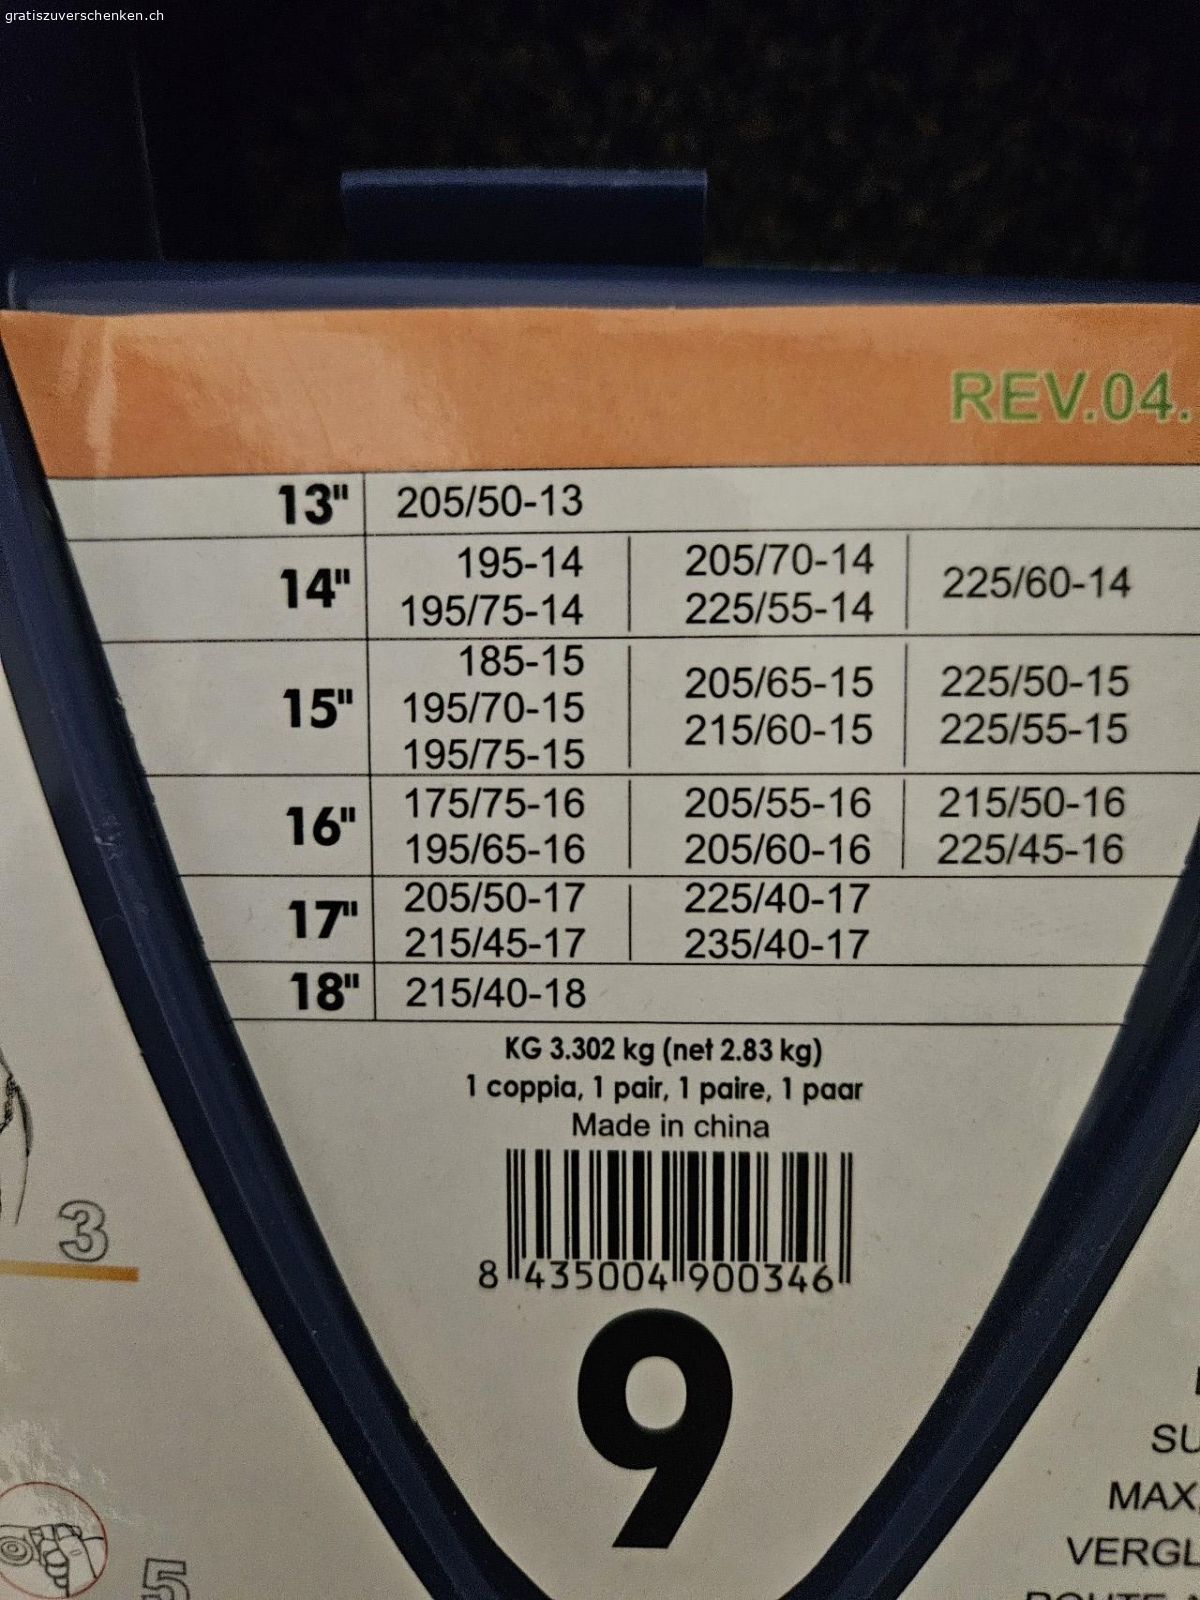 gratiszuverschenken.ch
REV.04.
13" 205/50-13
14" 195-14 205/70-14 225/60-14
195/75-14 225/55-14
15" 185-15 205/65-15 225/50-15
195/70-15 215/60-15 225/55-15
195/75-15
16" 175/75-16 205/55-16 215/50-16
195/65-16 205/60-16 225/45-16
17" 205/50-17 225/40-17
215/45-17 235/40-17
18" 215/40-18
KG 3.302 kg (net 2.83 kg)
1 coppia, 1 pair, 1 paire, 1 paar
Made in china
8 435004 900346
9
3
5
SU
MAX
VERGL